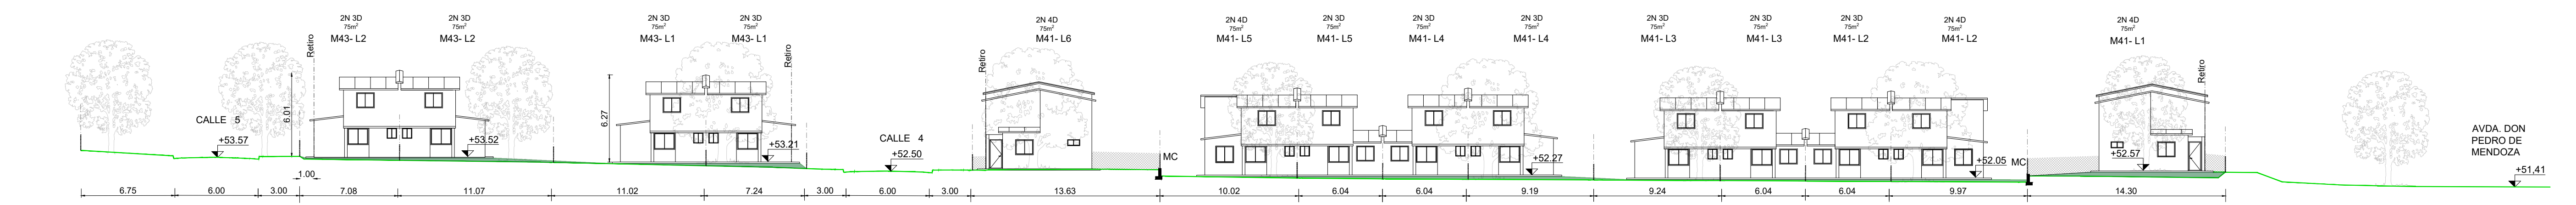 2N 3D
75m²
M43- L2
2N 3D
75m²
M43- L2
2N 3D
75m²
M43- L1
2N 3D
75m²
M43- L1
2N 4D
75m²
M41- L6
2N 4D
75m²
M41- L5
2N 3D
75m²
M41- L5
2N 3D
75m²
M41- L4
2N 3D
75m²
M41- L4
2N 3D
75m²
M41- L3
2N 3D
75m²
M41- L3
2N 3D
75m²
M41- L2
2N 4D
75m²
M41- L2
2N 4D
75m²
M41- L1
Retiro
Retiro
Retiro
Retiro
6.01
6.27
CALLE 5
+53.57
+53.52
+53.21
CALLE 4
+52.50
MC
+52.27
+52.05
MC
+52.57
AVDA. DON
PEDRO DE
MENDOZA
+51,41
1.00
6.75
6.00
3.00
7.08
11.07
11.02
7.24
3.00
6.00
3.00
13.63
10.02
6.04
6.04
9.19
9.24
6.04
6.04
9.97
14.30